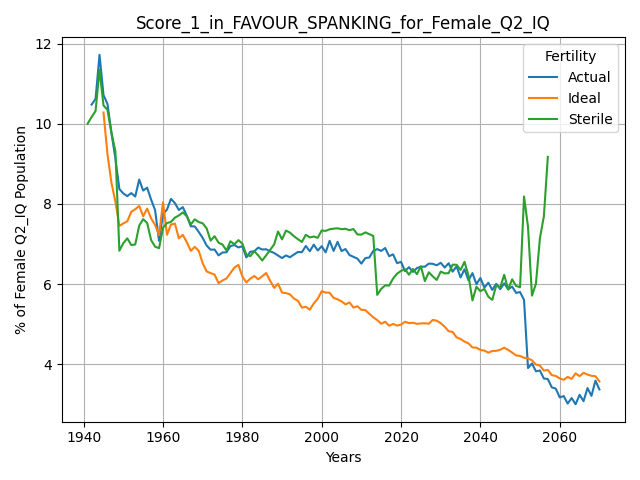 Score_1_in_FAVOUR_SPANKING_for_Female_Q2_IQ
% of Female Q2_IQ Population
12
10
8
6
4
Fertility
Actual
Ideal
Sterile
1940 1960 1980 2000 2020 2040 2060
Years